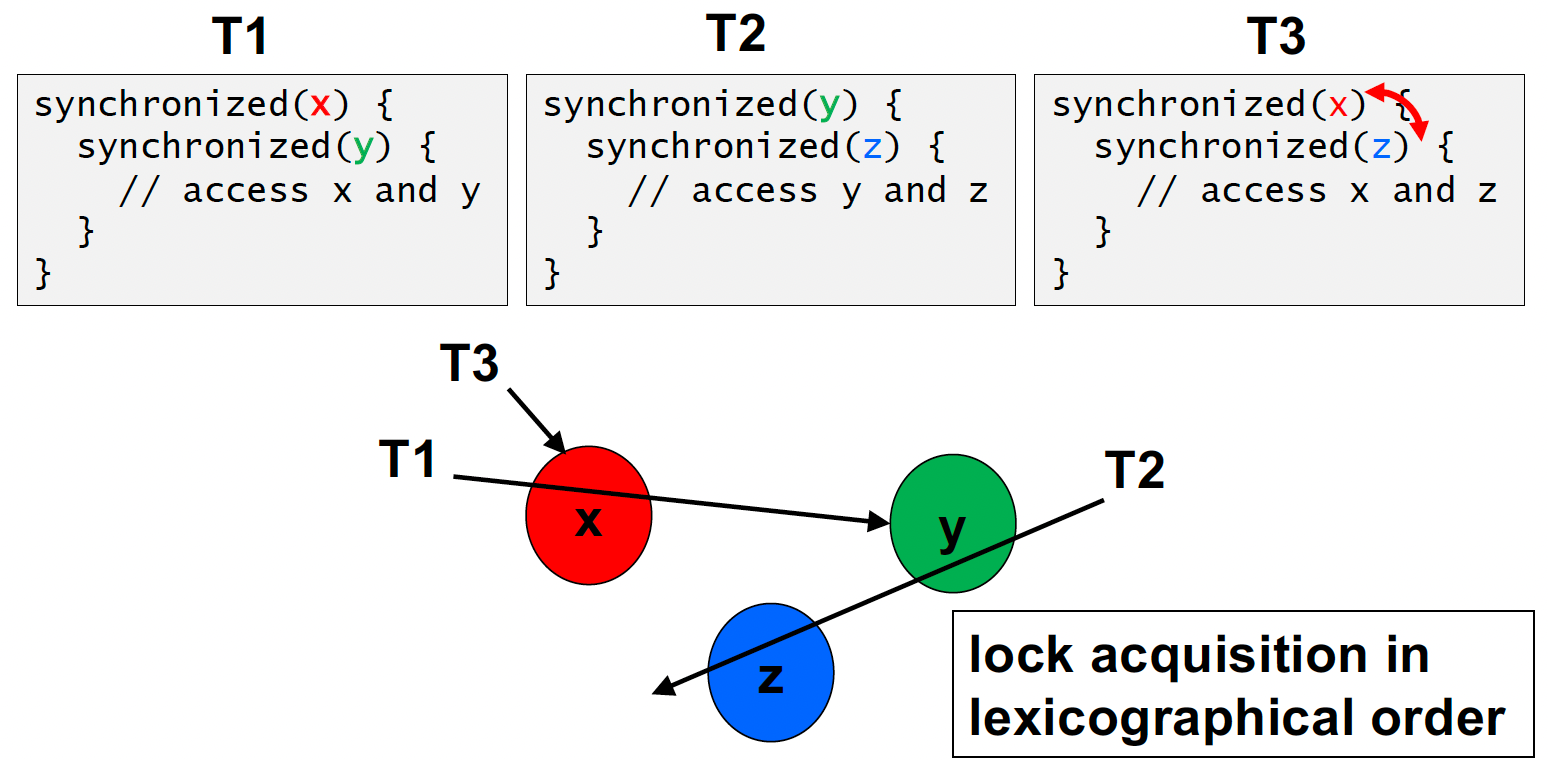 T1
synchronized(x) {
  synchronized(y) {
    // access x and y
  }
}
T2
synchronized(y) {
  synchronized(z) {
    // access y and z
  }
}
T3
synchronized(x) {
  synchronized(z) {
    // access x and z
  }
}
T3
T1
T2
x
y
z
lock acquisition in
lexicographical order